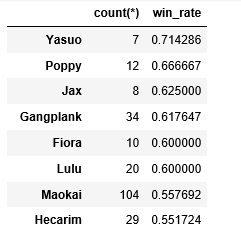 count(*) win_rate
Yasuo 7 0.714286
Poppy 12 0.666667
Jax 8 0.625000
Gangplank 34 0.617647
Fiora 10 0.600000
Lulu 20 0.600000
Maokai 104 0.557692
Hecarim 29 0.551724